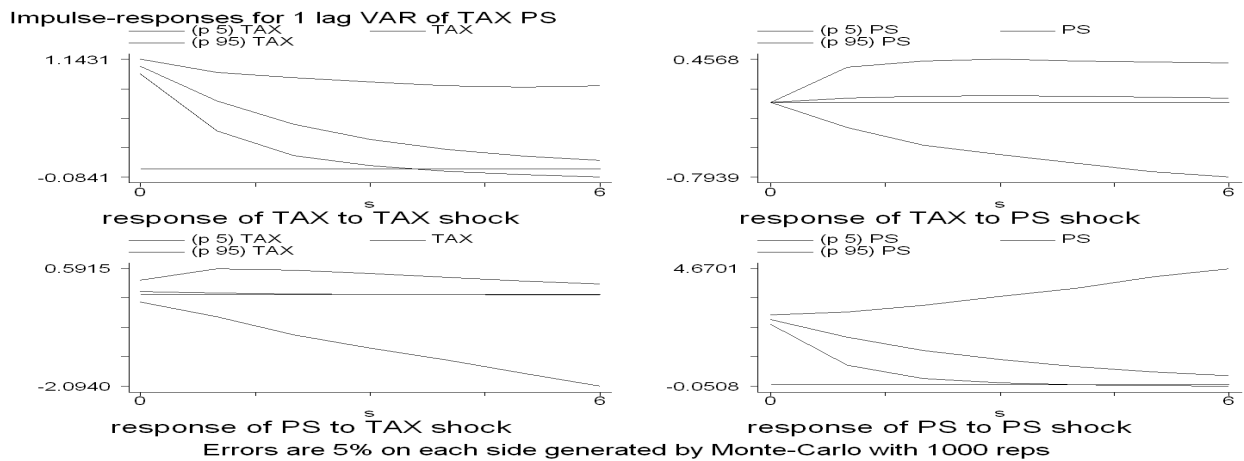 Impulse-responses for 1 lag VAR of TAX PS
(p 5) TAX TAX
(p 95) TAX
1.1431
-0.0841
0 6
s
response of TAX to TAX shock
(p 5) PS PS
(p 95) PS
0.4568
-0.7939
0 6
s
response of TAX to PS shock
(p 5) TAX TAX
(p 95) TAX
0.5915
-2.0940
0 6
s
response of PS to TAX shock
(p 5) PS PS
(p 95) PS
4.6701
-0.0508
0 6
s
response of PS to PS shock
Errors are 5% on each side generated by Monte-Carlo with 1000 reps